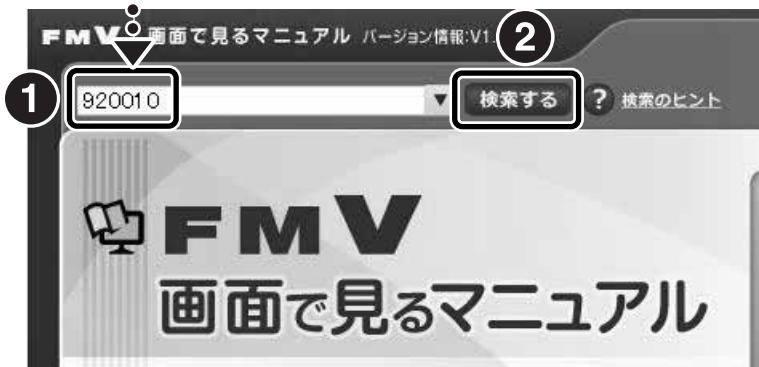 FMV 画面で見るマニュアル バージョン情報:V1.
2
1 920010 ▼ 検索する ? 検索のヒント
FMV
画面で見るマニュアル